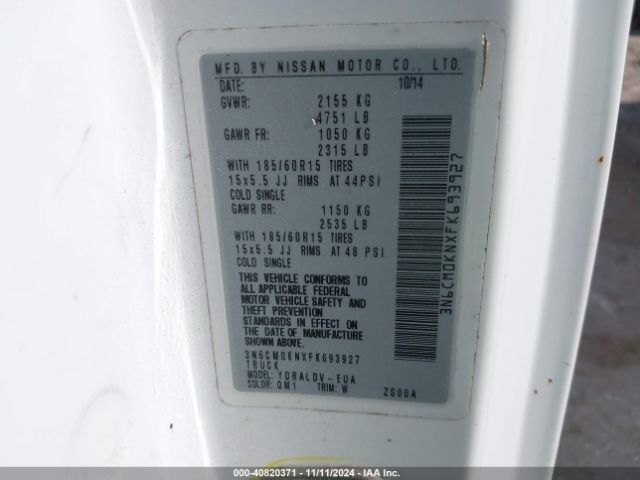 MFD. BY NISSAN MOTOR CO., LTD.
DATE: 10/14
GVWR: 2155 KG
4751 LB
GAWR FR: 1050 KG
2315 LB
WITH 185/60R15 TIRES
15x5.5 JJ RIMS AT 44PSI
COLD SINGLE
GAWR RR: 1150 KG
2535 LB
WITH 185/60R15 TIRES
15x5.5 JJ RIMS AT 48 PSI
COLD SINGLE
THIS VEHICLE CONFORMS TO
ALL APPLICABLE FEDERAL
MOTOR VEHICLE SAFETY AND
THEFT PREVENTION
STANDARDS IN EFFECT ON
THE DATE OF MANUFACTURE
SHOWN ABOVE.
3N6CM0KNXFK693927
TRUCK
MODEL: YDRALDV-EUA
COLOR: QM1 TRIM: W ZS00A
3N6CM0KNXFK693927
000-40820371 - 11/11/2024 - IAA Inc.